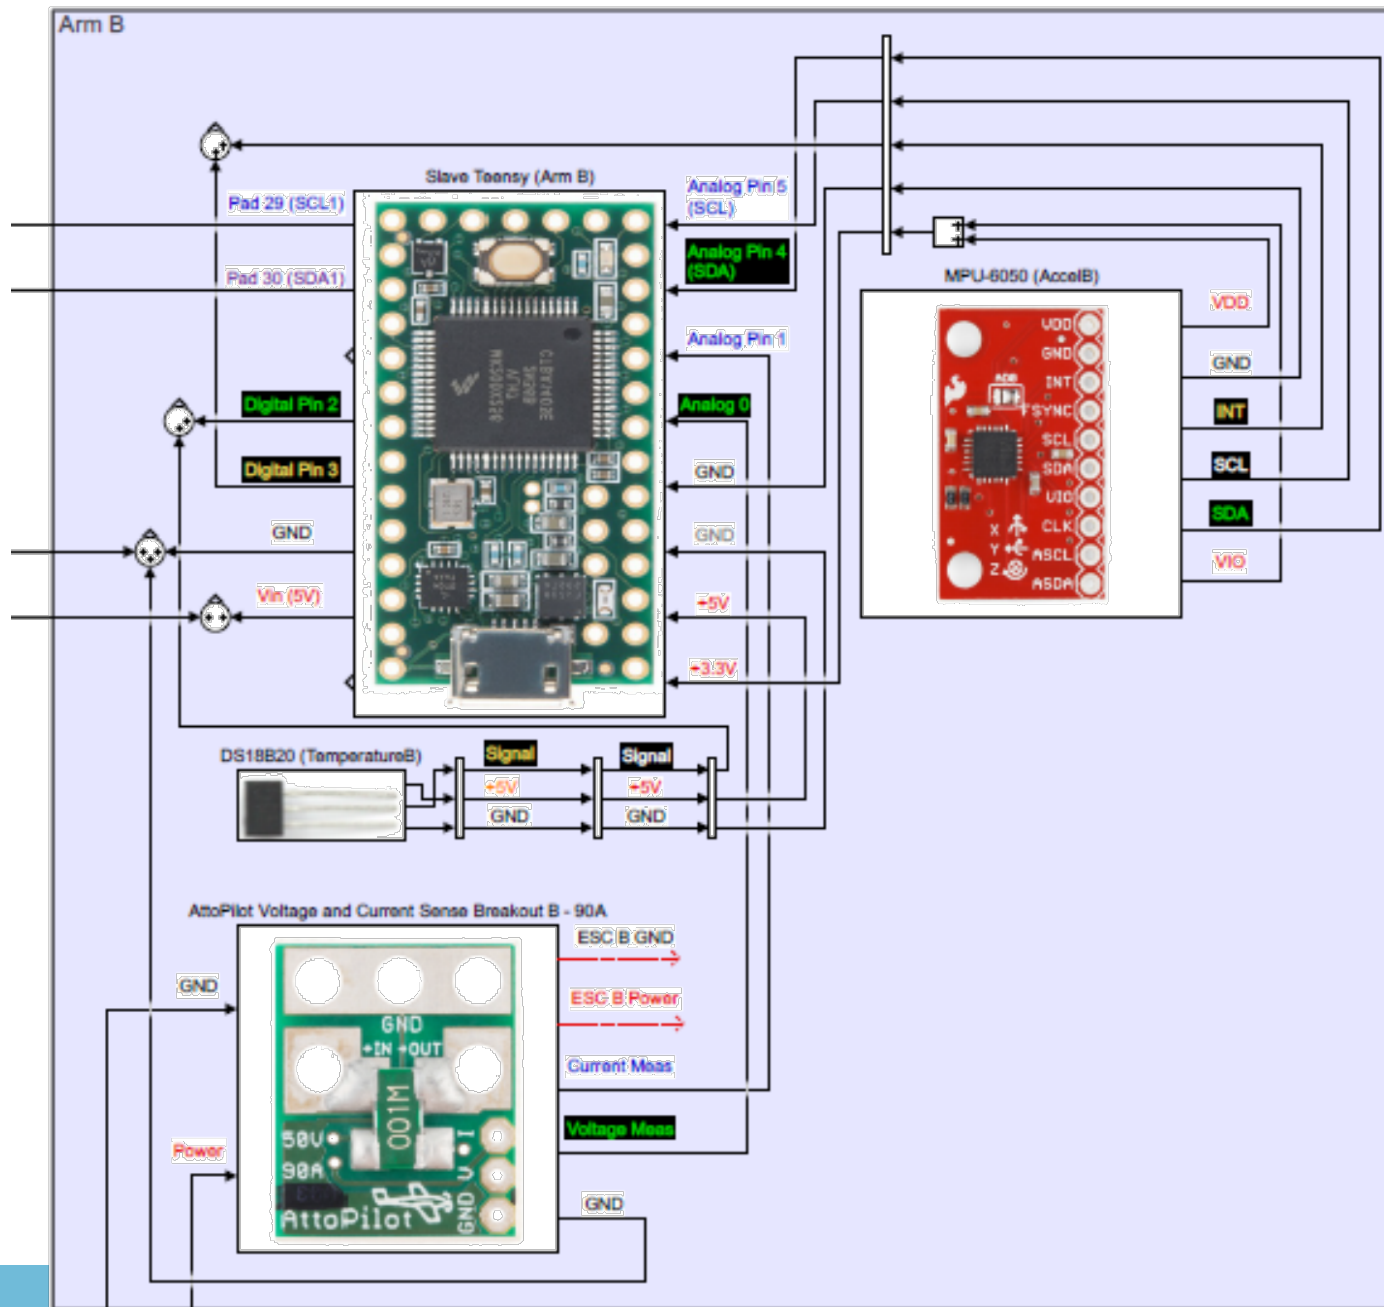 Arm B
Slave Teensy (Arm B)
Pad 29 (SCL1)
Pad 30 (SDA1)
Digital Pin 2
Digital Pin 3
GND
Vin (5V)
Analog Pin 5
(SCL)
Analog Pin 4
(SDA)
Analog Pin 1
Analog 0
GND
GND
+5V
+3.3V
MPU-6050 (AccelB)
VDD
GND
INT
FSYNC
SCL
SDA
VIO
CLK
ASCL
ASDA
X
Y
Z
VDD
GND
INT
SCL
SDA
VIO
DS18B20 (TemperatureB)
Signal
+5V
GND
Signal
+5V
GND
AttoPilot Voltage and Current Sense Breakout B - 90A
GND
Power
GND
+IN +OUT
001M
50V
90A
AttoPilot
I
V
GND
ESC B GND
ESC B Power
Current Meas
Voltage Meas
GND